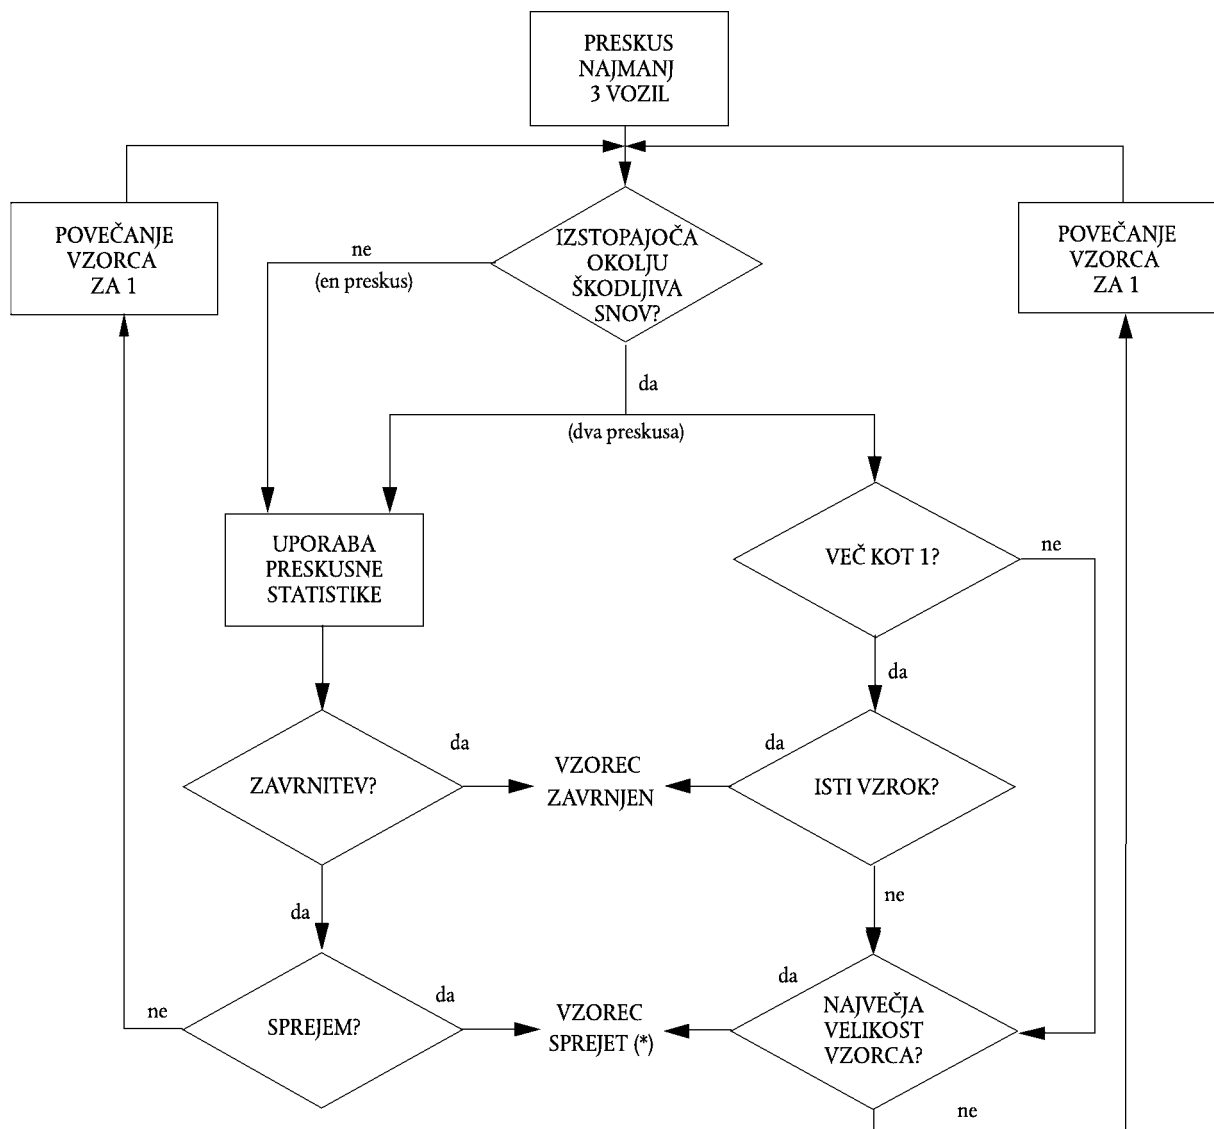 PRESKUS
NAJMANJ
3 VOZIL
POVEČANJE
VZORCA
ZA 1
ne
(en preskus)
IZSTOPAJOČA
OKOLJU
ŠKODLJIVA
SNOV?
POVEČANJE
VZORCA
ZA 1
da
(dva preskusa)
UPORABA
PRESKUSNE
STATISTIKE
VEČ KOT 1?
ne
da
ZAVRNITEV?
da
VZOREC
ZAVRNJEN
da
ISTI VZROK?
da
ne
ne
SPREJEM?
da
VZOREC
SPREJET (*)
da
NAJVEČJA
VELIKOST
VZORCA?
ne